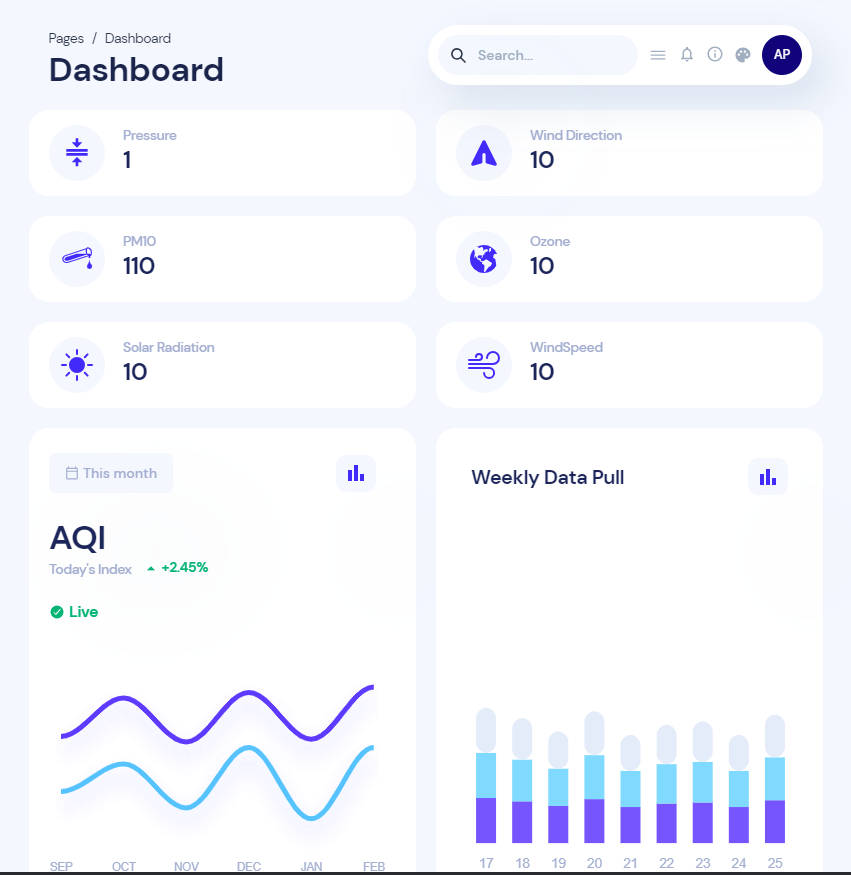 Pages / Dashboard
Dashboard
Search...
AP
Pressure
1
Wind Direction
10
PM10
110
Ozone
10
Solar Radiation
10
WindSpeed
10
This month
AQI
Today's Index +2.45%
Live
SEP OCT NOV DEC JAN FEB
Weekly Data Pull
17 18 19 20 21 22 23 24 25